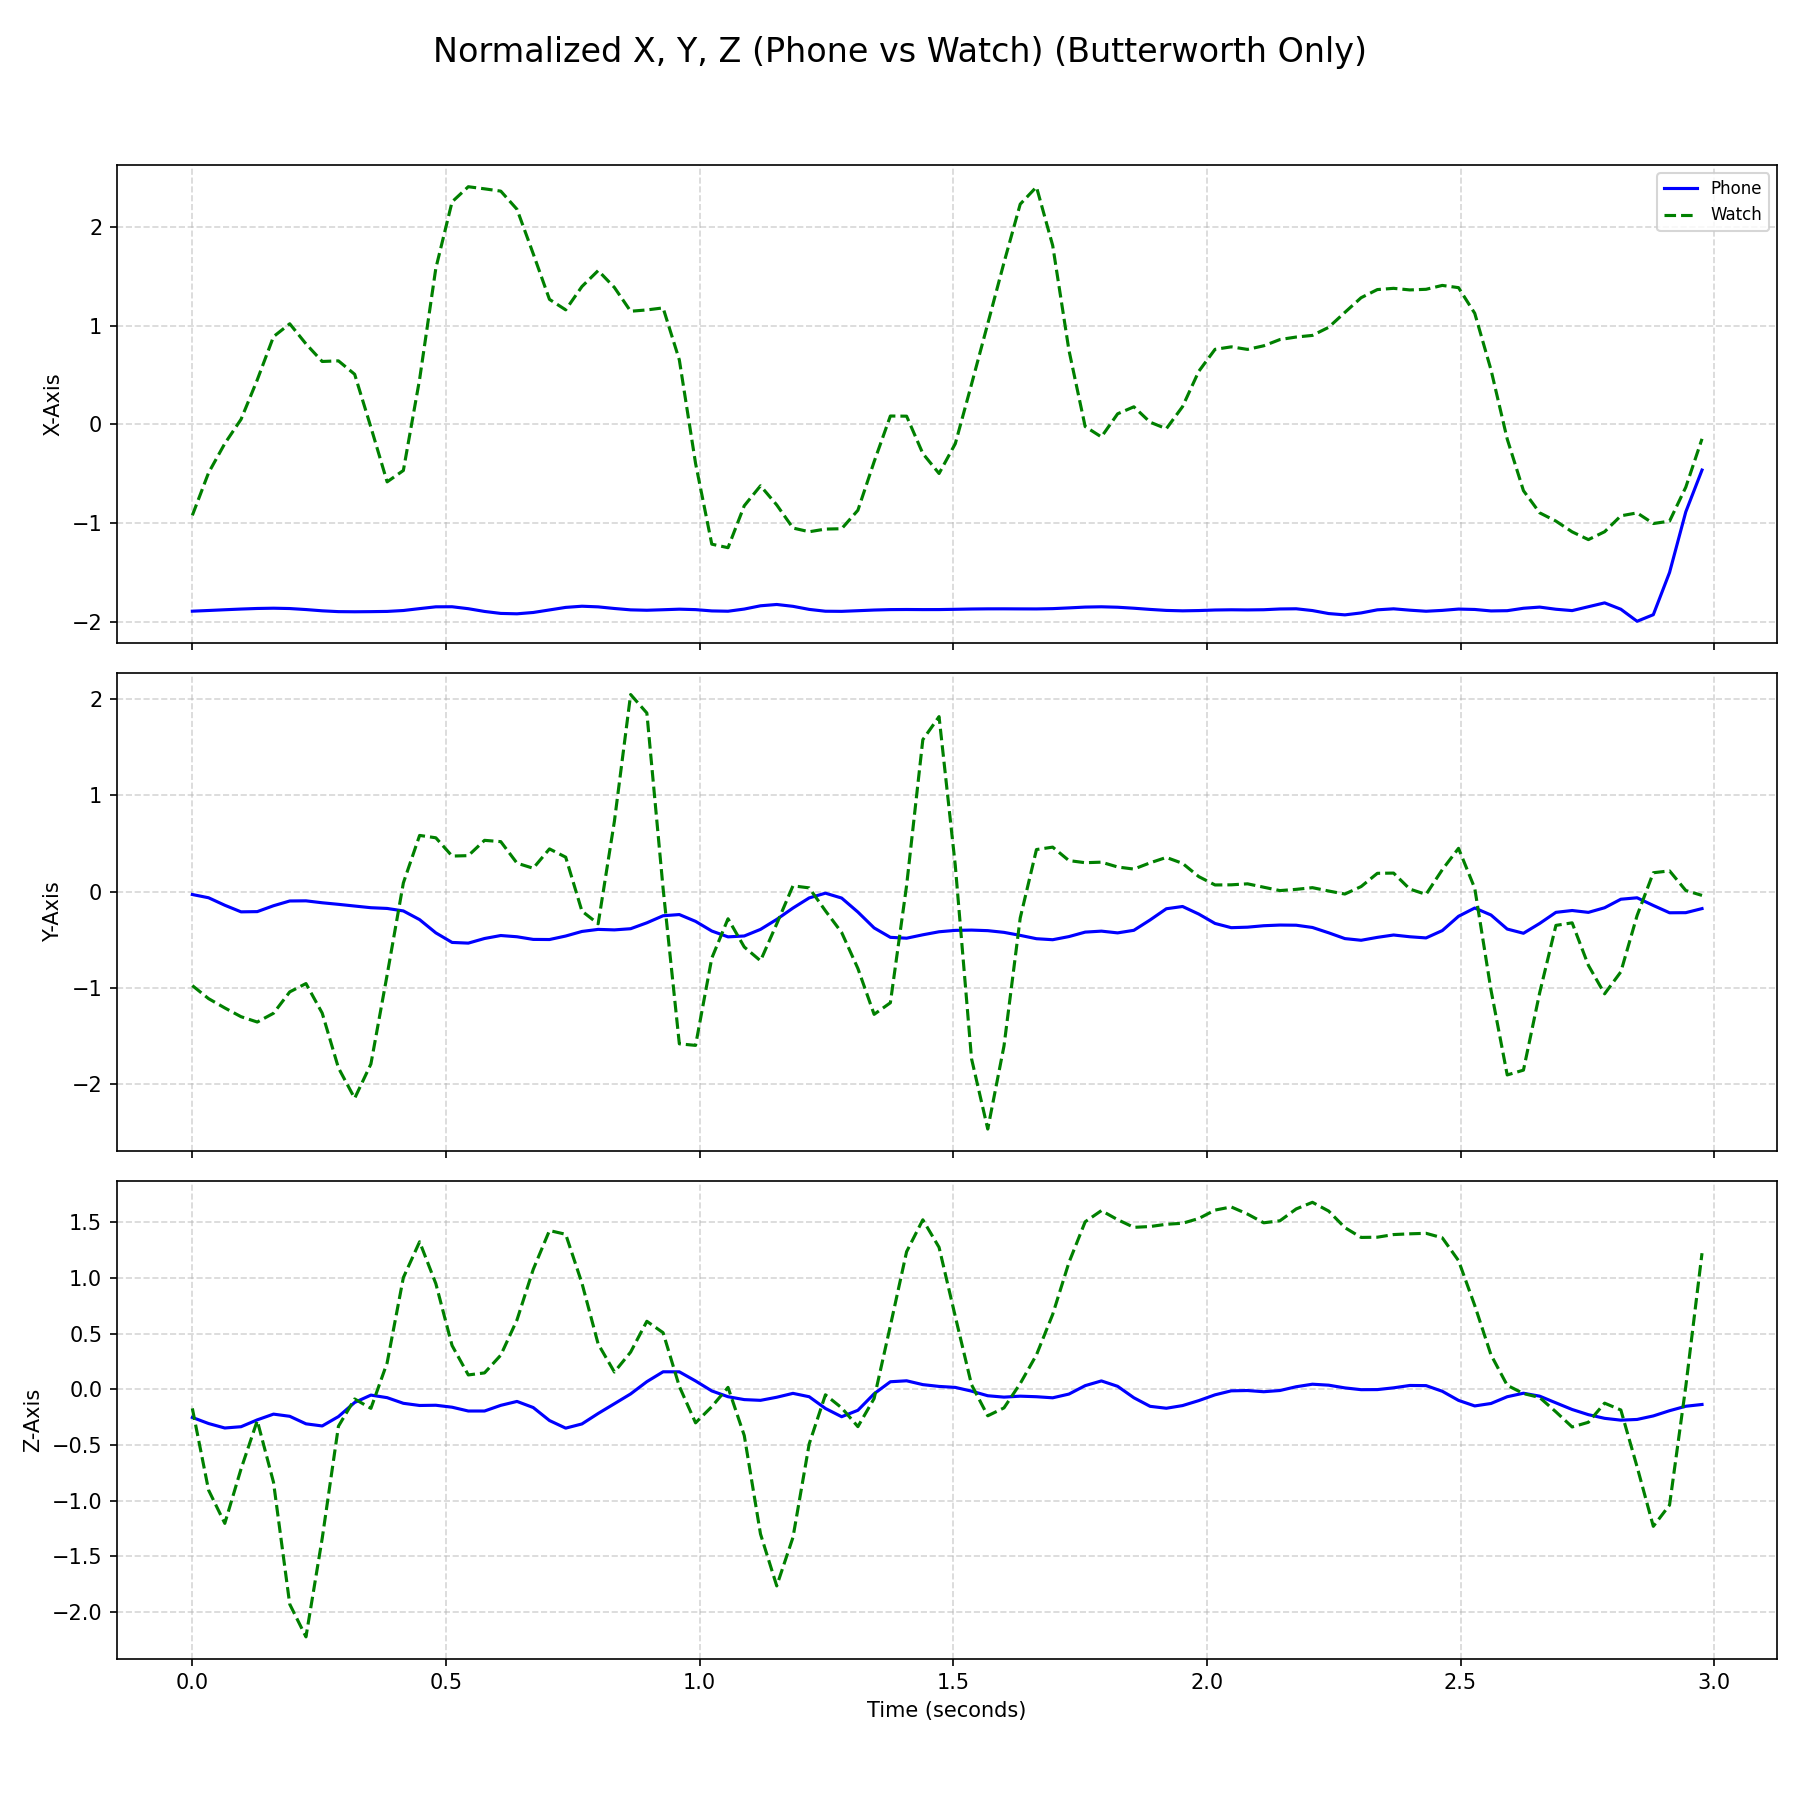 Normalized X, Y, Z (Phone vs Watch) (Butterworth Only)
Phone
Watch
X-Axis
2
1
0
−1
−2
Y-Axis
2
1
0
−1
−2
Z-Axis
1.5
1.0
0.5
0.0
−0.5
−1.0
−1.5
−2.0
0.0 0.5 1.0 1.5 2.0 2.5 3.0
Time (seconds)